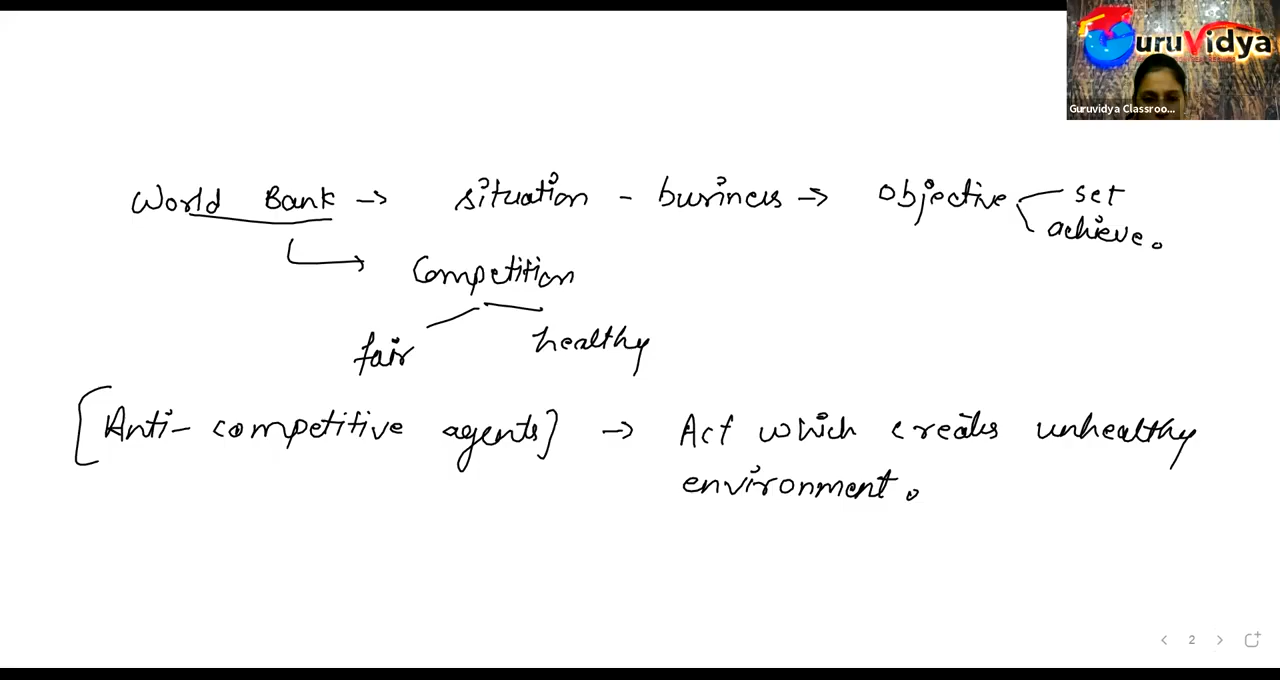 GuruVidya
Guruvidya Classroo...
World Bank → situation - business → objective set
achieve.
Competition
fair healthy
[Anti-competitive agents] → Act which creates unhealthy
environment.
2